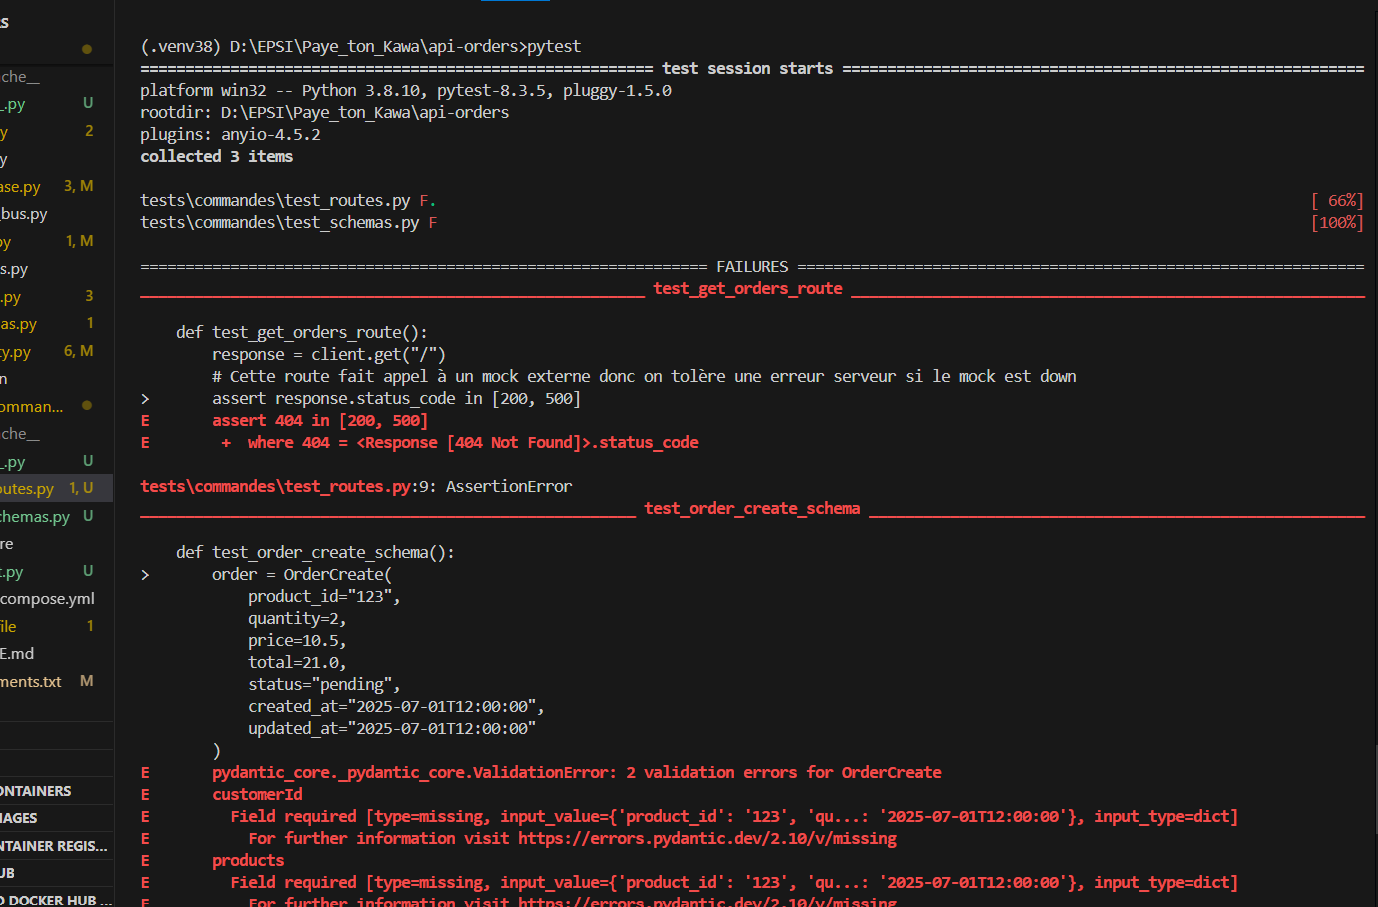 RS
che__
_.py U
y 2
y
ase.py 3, M
_bus.py
py 1, M
s.py
.py 3
as.py 1
ty.py 6, M
n
omman...
che__
_.py U
outes.py 1, U
chemas.py U
re
t.py U
compose.yml
file 1
E.md
ments.txt M
ONTAINERS
MAGES
NTAINER REGIS...
UB
D DOCKER HUB ...
(.venv38) D:\EPSI\Paye_ton_Kawa\api-orders>pytest
========================================================= test session starts ==========================================================
platform win32 -- Python 3.8.10, pytest-8.3.5, pluggy-1.5.0
rootdir: D:\EPSI\Paye_ton_Kawa\api-orders
plugins: anyio-4.5.2
collected 3 items
tests\commandes\test_routes.py F. [ 66%]
tests\commandes\test_schemas.py F [100%]
=============================================================== FAILURES ===============================================================
________________________________________________________ test_get_orders_route _________________________________________________________
def test_get_orders_route():
response = client.get("/")
# Cette route fait appel à un mock externe donc on tolère une erreur serveur si le mock est down
> assert response.status_code in [200, 500]
E assert 404 in [200, 500]
E + where 404 = <Response [404 Not Found]>.status_code
tests\commandes\test_routes.py:9: AssertionError
_______________________________________________________ test_order_create_schema _______________________________________________________
def test_order_create_schema():
> order = OrderCreate(
product_id="123",
quantity=2,
price=10.5,
total=21.0,
status="pending",
created_at="2025-07-01T12:00:00",
updated_at="2025-07-01T12:00:00"
)
E pydantic_core._pydantic_core.ValidationError: 2 validation errors for OrderCreate
E customerId
E Field required [type=missing, input_value={'product_id': '123', 'qu...: '2025-07-01T12:00:00'}, input_type=dict]
E For further information visit https://errors.pydantic.dev/2.10/v/missing
E products
E Field required [type=missing, input_value={'product_id': '123', 'qu...: '2025-07-01T12:00:00'}, input_type=dict]
E For further information visit https://errors.pydantic.dev/2.10/v/missing